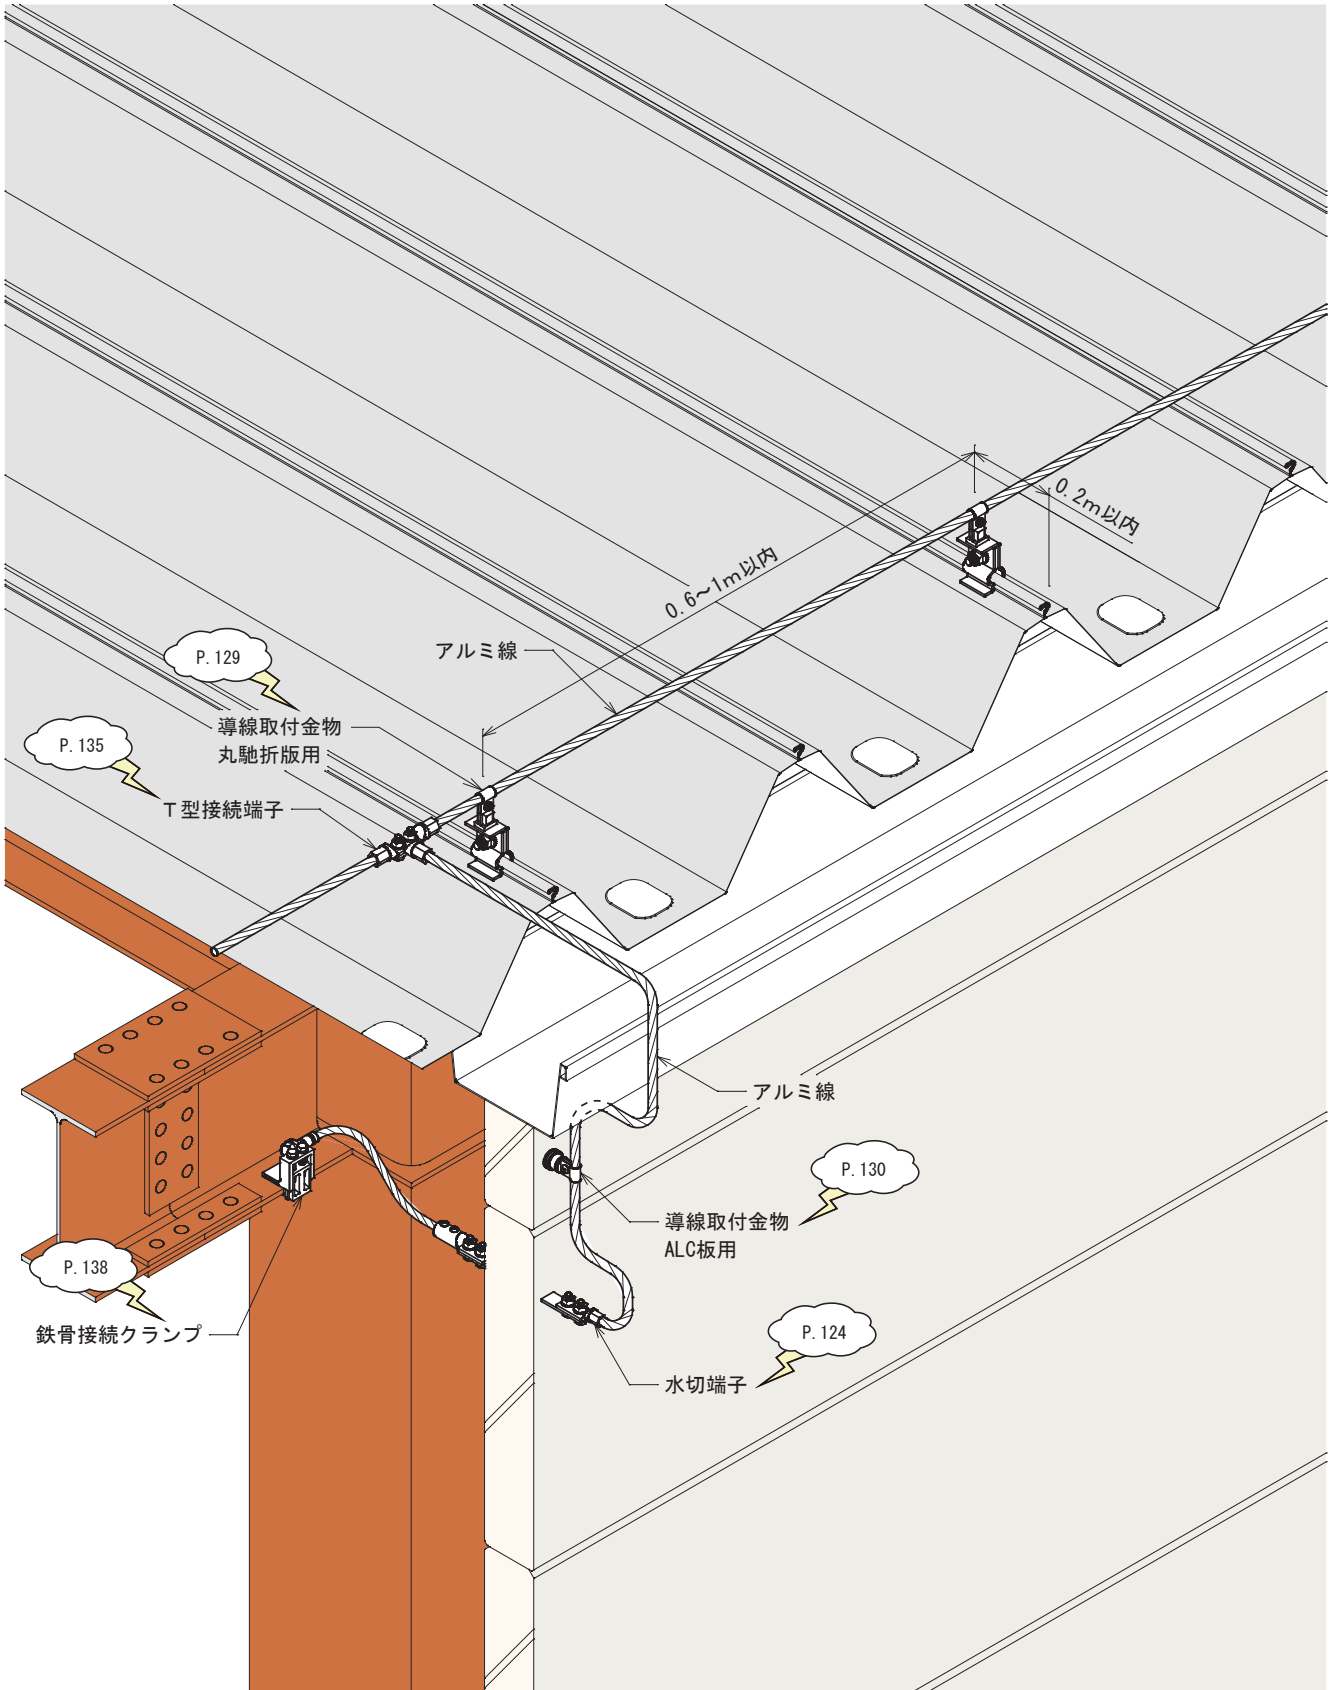 0.2m以内
0.6〜1m以内
アルミ線
P.129
導線取付金物
丸馳折版用
P.135
T型接続端子
アルミ線
P.130
導線取付金物
ALC板用
P.138
鉄骨接続クランプ
P.124
水切端子